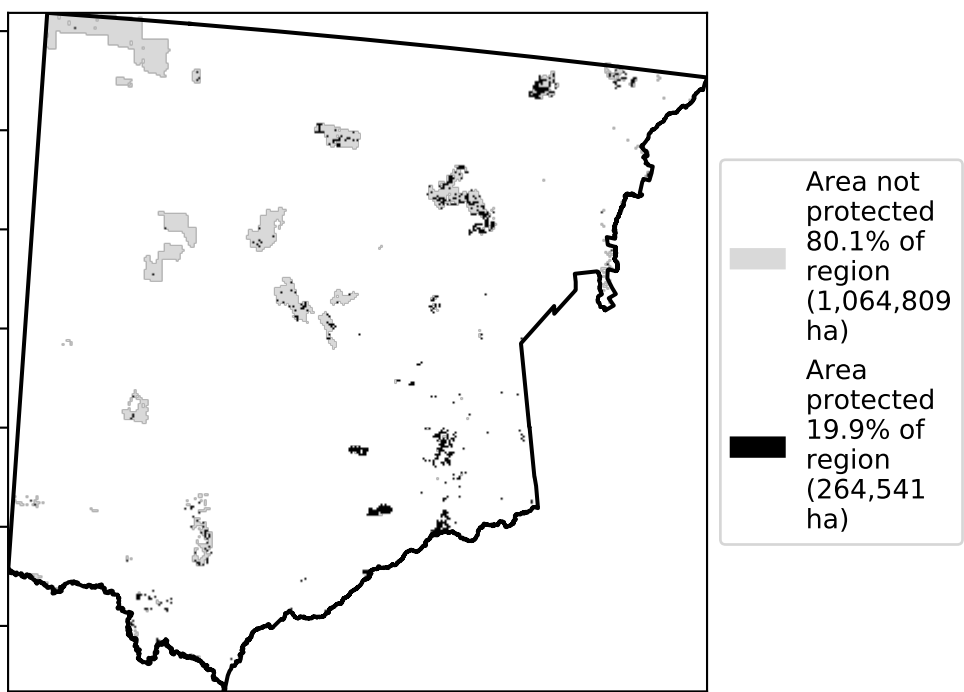 Area not
protected
80.1% of
region
(1,064,809
ha)
Area
protected
19.9% of
region
(264,541
ha)